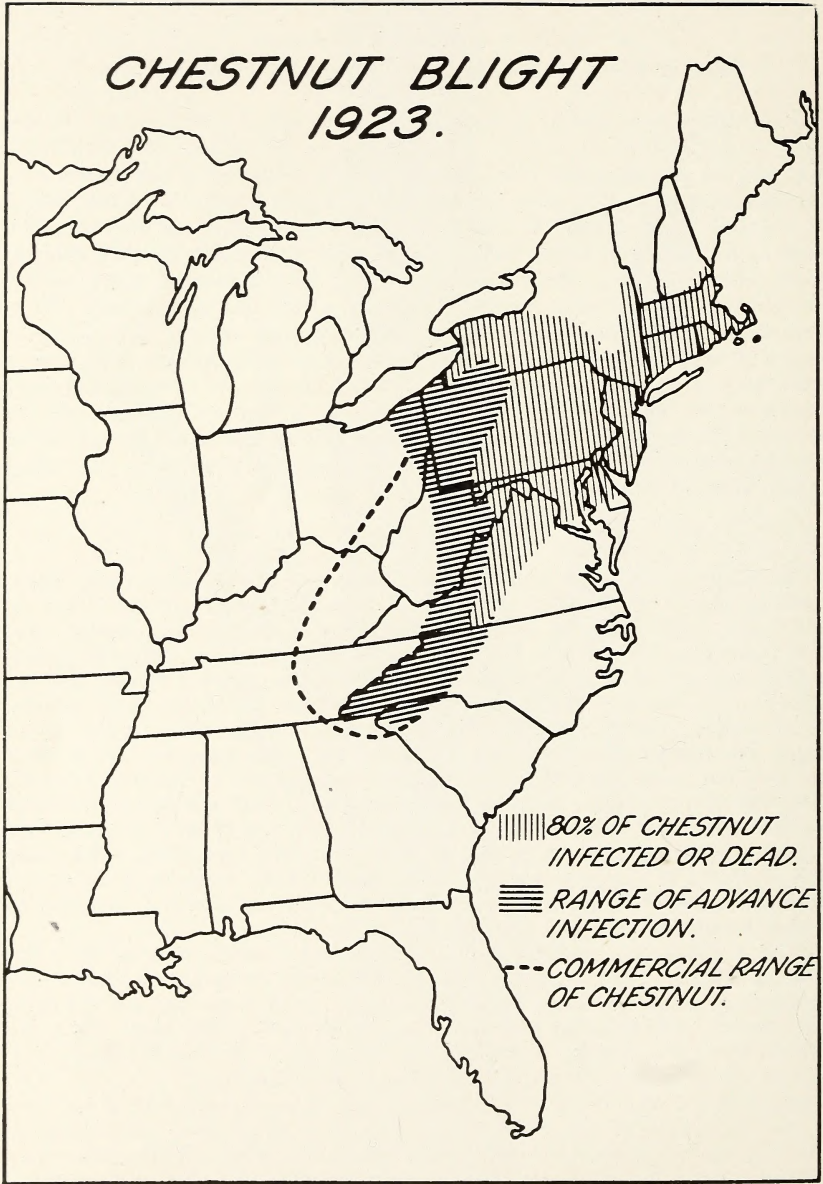 CHESTNUT BLIGHT
1923.
80% OF CHESTNUT
INFECTED OR DEAD.
RANGE OF ADVANCE
INFECTION.
COMMERCIAL RANGE
OF CHESTNUT.